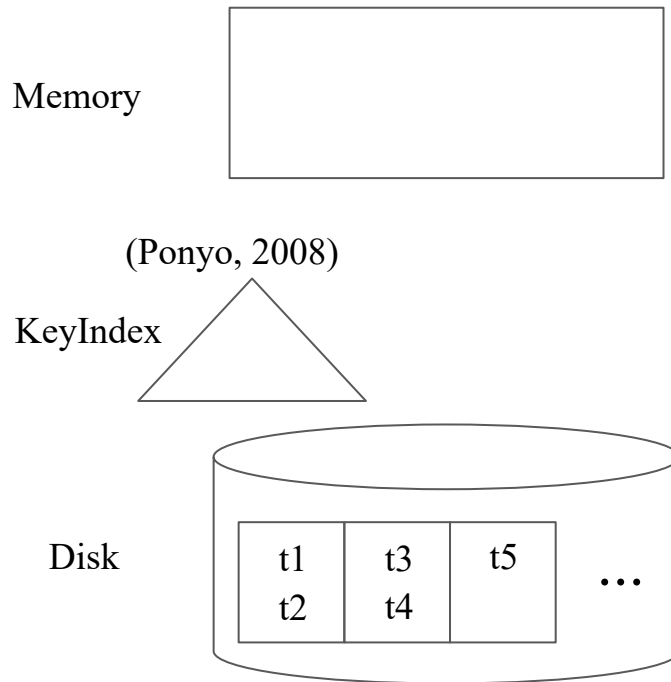 Memory
(Ponyo, 2008)
KeyIndex
Disk
t1 t3 t5
t2 t4
...